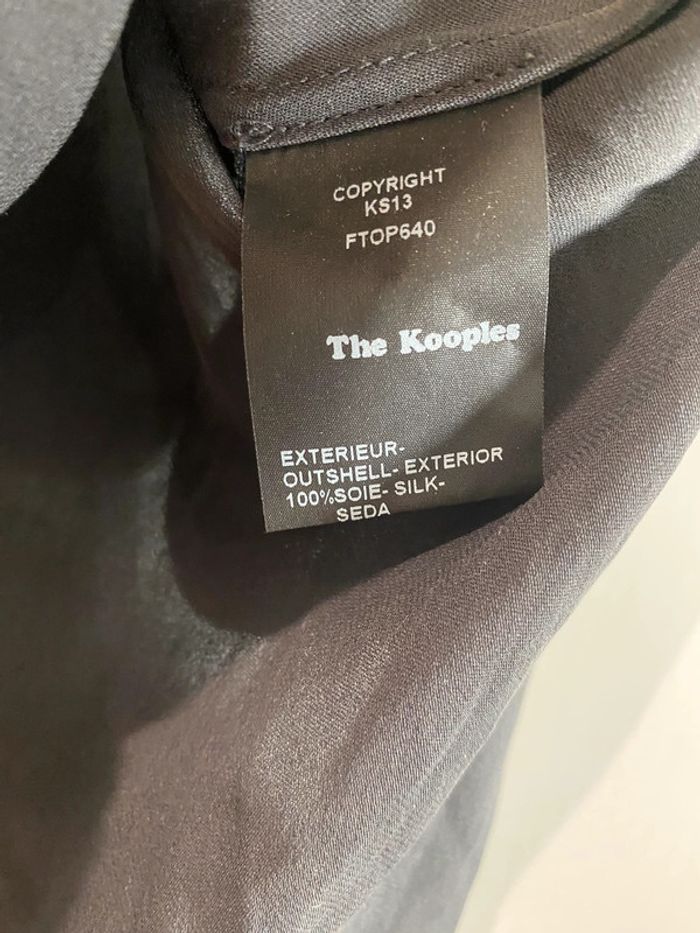 COPYRIGHT
KS13
FTOP640
The Kooples
EXTERIEUR-
OUTSHELL- EXTERIOR
100%SOIE- SILK-
SEDA